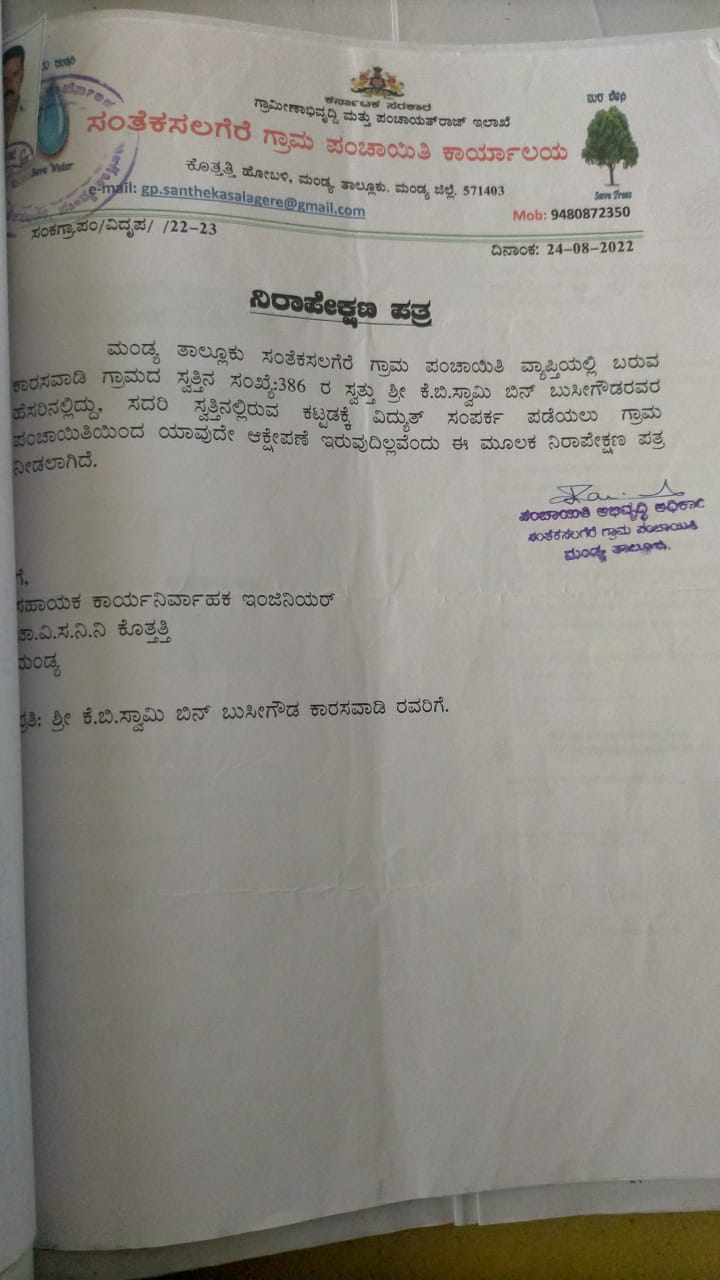 ಮರ ಬೆಳೆಸಿ
ಕರ್ನಾಟಕ ಸರಕಾರ
ಗ್ರಾಮೀಣಾಭಿವೃದ್ಧಿ ಮತ್ತು ಪಂಚಾಯತ್‌ರಾಜ್ ಇಲಾಖೆ
ಸಂತೆಕಸಲಗೆರೆ ಗ್ರಾಮ ಪಂಚಾಯಿತಿ ಕಾರ್ಯಾಲಯ
ಕೊತ್ತತ್ತಿ ಹೋಬಳಿ, ಮಂಡ್ಯ ತಾಲ್ಲೂಕು. ಮಂಡ್ಯ ಜಿಲ್ಲೆ. 571403
Save Water
Save Trees
e-mail: gp.santhekasalagere@gmail.com
Mob: 9480872350
ಸಂಕಗ್ರಾಪಂ/ವಿದ್ಯಪ/ /22-23
ದಿನಾಂಕ: 24-08-2022
ನಿರಾಪೇಕ್ಷಣ ಪತ್ರ
ಮಂಡ್ಯ ತಾಲ್ಲೂಕು ಸಂತೆಕಸಲಗೆರೆ ಗ್ರಾಮ ಪಂಚಾಯಿತಿ ವ್ಯಾಪ್ತಿಯಲ್ಲಿ ಬರುವ
ಕಾರಸವಾಡಿ ಗ್ರಾಮದ ಸ್ವತ್ತಿನ ಸಂಖ್ಯೆ:386 ರ ಸ್ವತ್ತು ಶ್ರೀ ಕೆ.ಬಿ.ಸ್ವಾಮಿ ಬಿನ್ ಬುಸೀಗೌಡರವರ
ಹೆಸರಿನಲ್ಲಿದ್ದು, ಸದರಿ ಸ್ವತ್ತಿನಲ್ಲಿರುವ ಕಟ್ಟಡಕ್ಕೆ ವಿದ್ಯುತ್ ಸಂಪರ್ಕ ಪಡೆಯಲು ಗ್ರಾಮ
ಪಂಚಾಯಿತಿಯಿಂದ ಯಾವುದೇ ಆಕ್ಷೇಪಣೆ ಇರುವುದಿಲ್ಲವೆಂದು ಈ ಮೂಲಕ ನಿರಾಪೇಕ್ಷಣ ಪತ್ರ
ನೀಡಲಾಗಿದೆ.
ಪಂಚಾಯಿತಿ ಅಭಿವೃದ್ಧಿ ಅಧಿಕಾರಿ
ಸಂತೆಕಸಲಗೆರೆ ಗ್ರಾಮ ಪಂಚಾಯಿತಿ
ಮಂಡ್ಯ ತಾಲ್ಲೂಕು.
ಗೆ,
ಸಹಾಯಕ ಕಾರ್ಯನಿರ್ವಾಹಕ ಇಂಜಿನಿಯರ್
ಚಾ.ವಿ.ಸ.ನಿ.ನಿ ಕೊತ್ತತ್ತಿ
ಮಂಡ್ಯ
ಪ್ರತಿ: ಶ್ರೀ ಕೆ.ಬಿ.ಸ್ವಾಮಿ ಬಿನ್ ಬುಸೀಗೌಡ ಕಾರಸವಾಡಿ ರವರಿಗೆ.